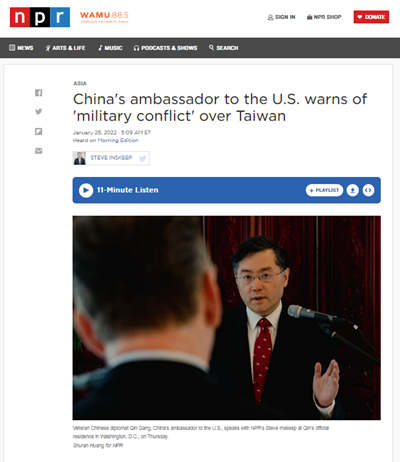 npr
WAMU 88.5
AMERICAN UNIVERSITY RADIO
SIGN IN
NPR SHOP
DONATE
NEWS
ARTS & LIFE
MUSIC
PODCASTS & SHOWS
SEARCH
ASIA
China's ambassador to the U.S. warns of
'military conflict' over Taiwan
January 28, 2022 · 5:09 AM ET
Heard on Morning Edition
STEVE INSKEEP
11-Minute Listen
+ PLAYLIST
Veteran Chinese diplomat Qin Gang, China's ambassador to the U.S., speaks with NPR's Steve Inskeep at Qin's official
residence in Washington, D.C., on Thursday.
Shuran Huang for NPR